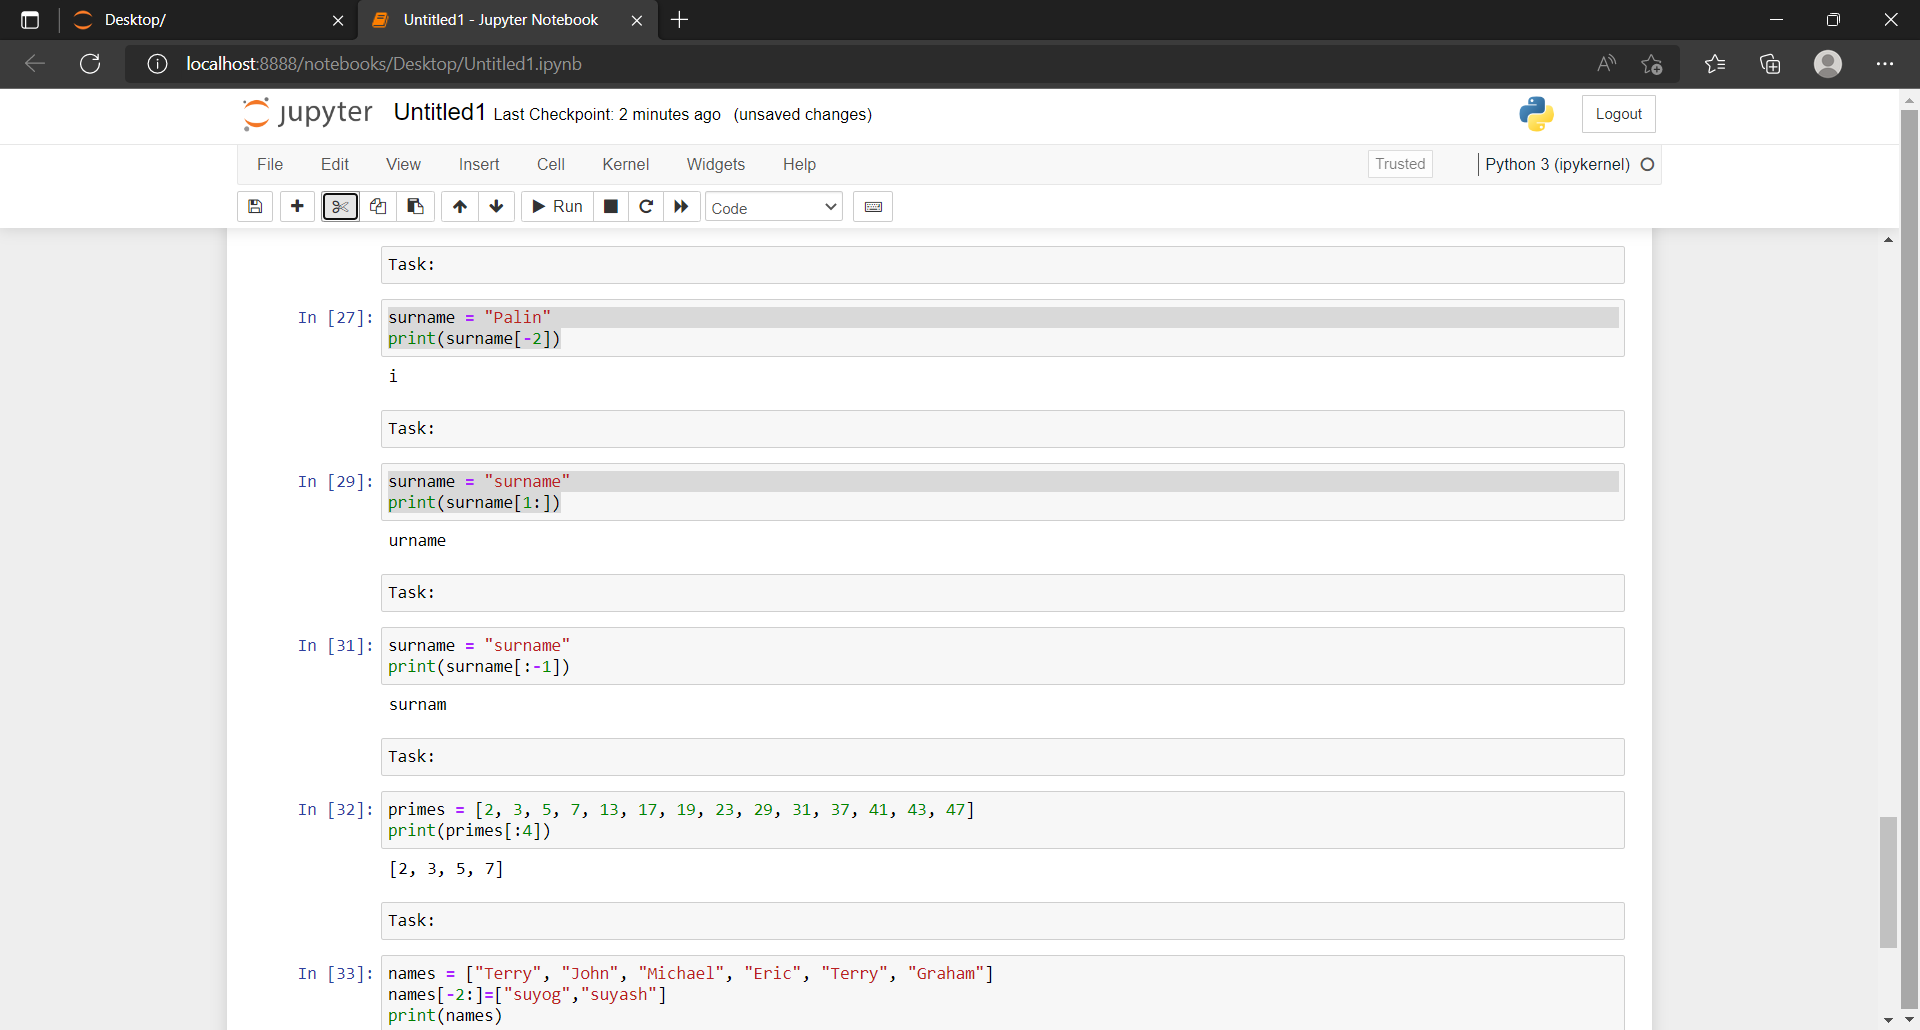 Desktop/
Untitled1 - Jupyter Notebook
localhost:8888/notebooks/Desktop/Untitled1.ipynb
jupyter Untitled1 Last Checkpoint: 2 minutes ago (unsaved changes)
Logout
File Edit View Insert Cell Kernel Widgets Help
Trusted
Python 3 (ipykernel)
Run
Code
Task:
In [27]: surname = "Palin"
print(surname[-2])
i
Task:
In [29]: surname = "surname"
print(surname[1:])
urname
Task:
In [31]: surname = "surname"
print(surname[:-1])
surnam
Task:
In [32]: primes = [2, 3, 5, 7, 13, 17, 19, 23, 29, 31, 37, 41, 43, 47]
print(primes[:4])
[2, 3, 5, 7]
Task:
In [33]: names = ["Terry", "John", "Michael", "Eric", "Terry", "Graham"]
names[-2:]=["suyog","suyash"]
print(names)